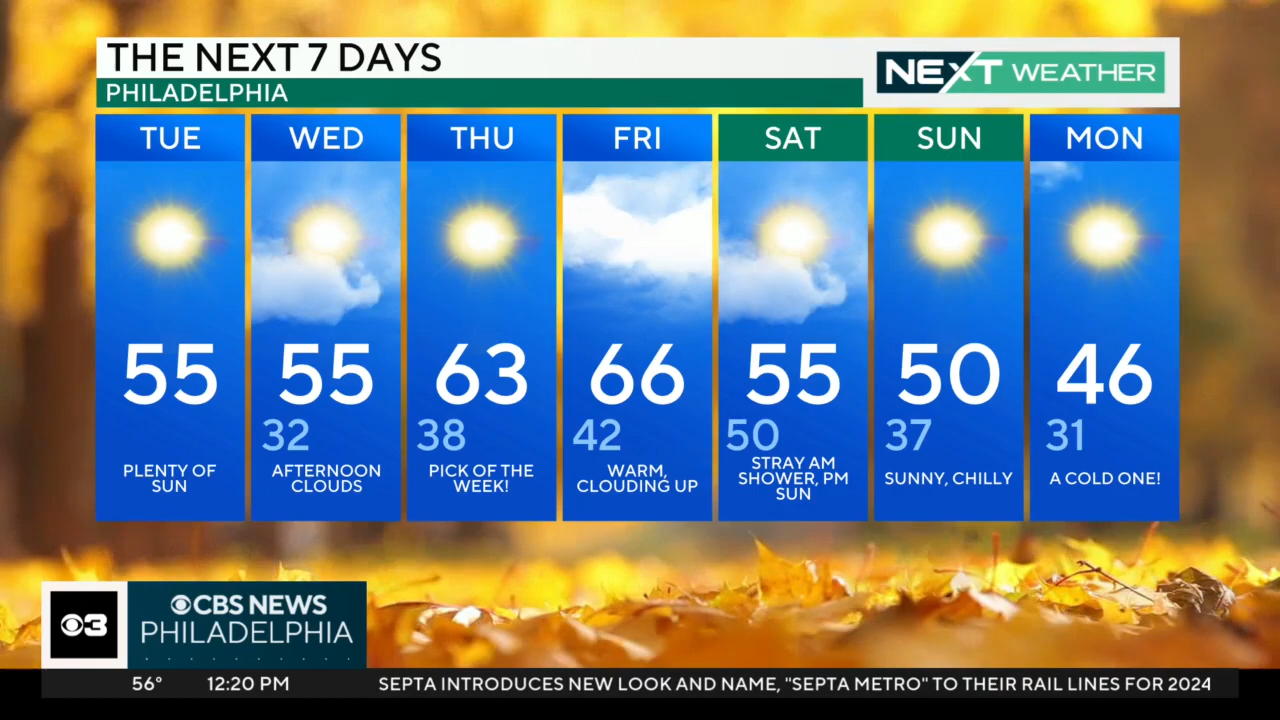 THE NEXT 7 DAYS
NEXT WEATHER
PHILADELPHIA
TUE
55
PLENTY OF
SUN
WED
55
32
AFTERNOON
CLOUDS
THU
63
38
PICK OF THE
WEEK!
FRI
66
42
WARM,
CLOUDING UP
SAT
55
50
STRAY AM
SHOWER, PM
SUN
SUN
50
37
SUNNY, CHILLY
MON
46
31
A COLD ONE!
3
CBS NEWS
PHILADELPHIA
56° 12:20 PM SEPTA INTRODUCES NEW LOOK AND NAME, "SEPTA METRO" TO THEIR RAIL LINES FOR 2024